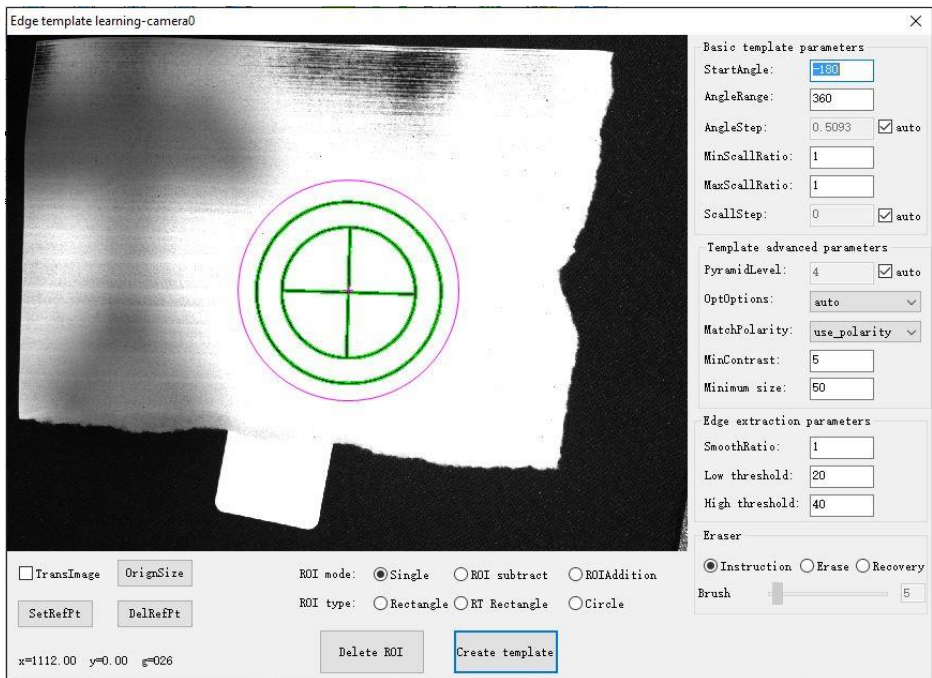 Edge template learning-camera0
Basic template parameters
StartAngle: -180
AngleRange: 360
AngleStep: 0.5093 auto
MinScallRatio: 1
MaxScallRatio: 1
ScallStep: 0 auto
Template advanced parameters
PyramidLevel: 4 auto
OptOptions: auto
MatchPolarity: use_polarity
MinContrast: 5
Minimum size: 50
Edge extraction parameters
SmoothRatio: 1
Low threshold: 20
High threshold: 40
Eraser
Instruction Erase Recovery
Brush 5
TransImage OrignSize
SetRefPt DelRefPt
x=1112.00 y=0.00 g=026
ROI mode: Single ROI subtract ROIAddition
ROI type: Rectangle RT Rectangle Circle
Delete ROI Create template